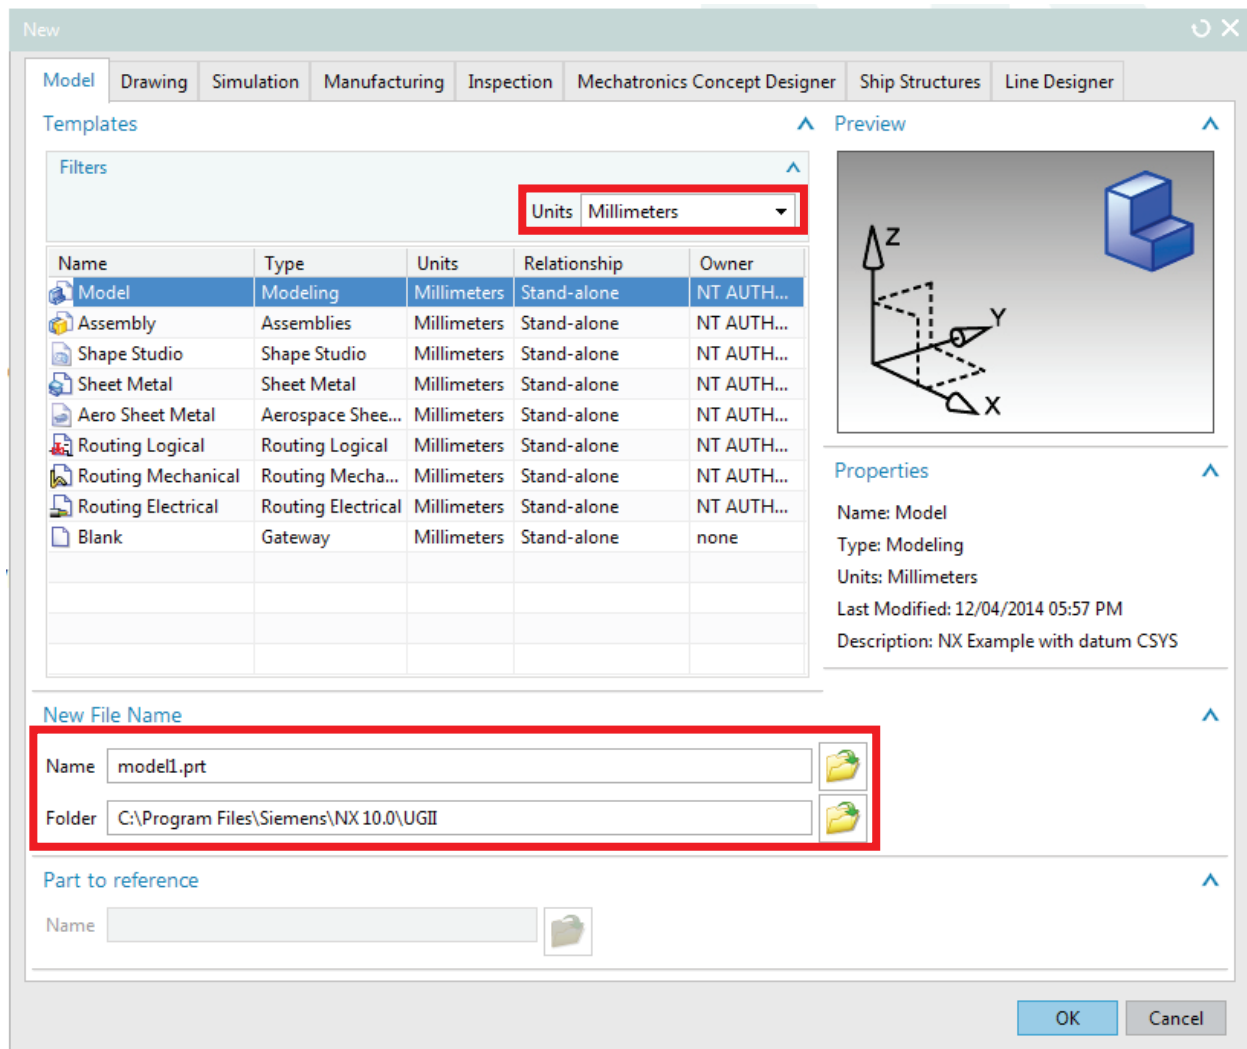 New
Model Drawing Simulation Manufacturing Inspection Mechatronics Concept Designer Ship Structures Line Designer
Templates
Filters
Units Millimeters
Name Type Units Relationship Owner
Model Modeling Millimeters Stand-alone NT AUTH...
Assembly Assemblies Millimeters Stand-alone NT AUTH...
Shape Studio Shape Studio Millimeters Stand-alone NT AUTH...
Sheet Metal Sheet Metal Millimeters Stand-alone NT AUTH...
Aero Sheet Metal Aerospace Shee... Millimeters Stand-alone NT AUTH...
Routing Logical Routing Logical Millimeters Stand-alone NT AUTH...
Routing Mechanical Routing Mecha... Millimeters Stand-alone NT AUTH...
Routing Electrical Routing Electrical Millimeters Stand-alone NT AUTH...
Blank Gateway Millimeters Stand-alone none
Preview
Z
Y
X
Properties
Name: Model
Type: Modeling
Units: Millimeters
Last Modified: 12/04/2014 05:57 PM
Description: NX Example with datum CSYS
New File Name
Name model1.prt
Folder C:\Program Files\Siemens\NX 10.0\UGII
Part to reference
Name
OK Cancel